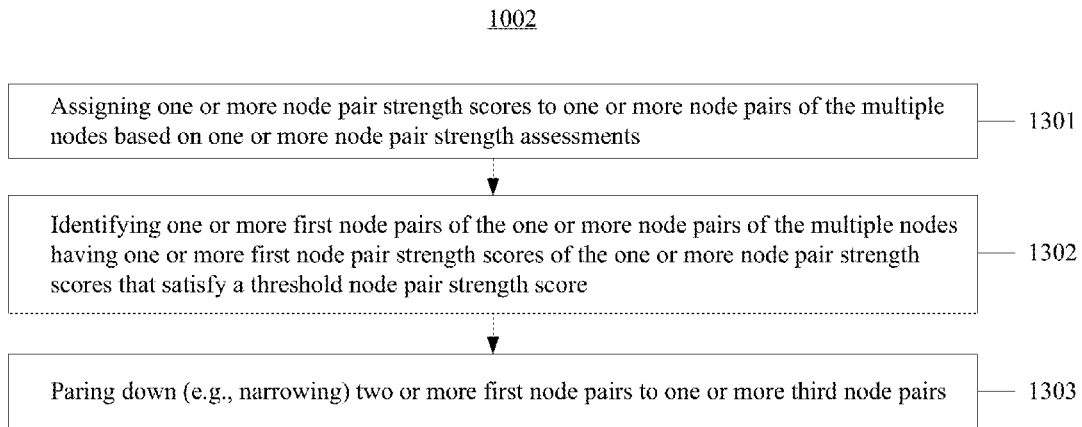 1002
Assigning one or more node pair strength scores to one or more node pairs of the multiple
nodes based on one or more node pair strength assessments
1301
Identifying one or more first node pairs of the one or more node pairs of the multiple nodes
having one or more first node pair strength scores of the one or more node pair strength
scores that satisfy a threshold node pair strength score
1302
Paring down (e.g., narrowing) two or more first node pairs to one or more third node pairs
1303